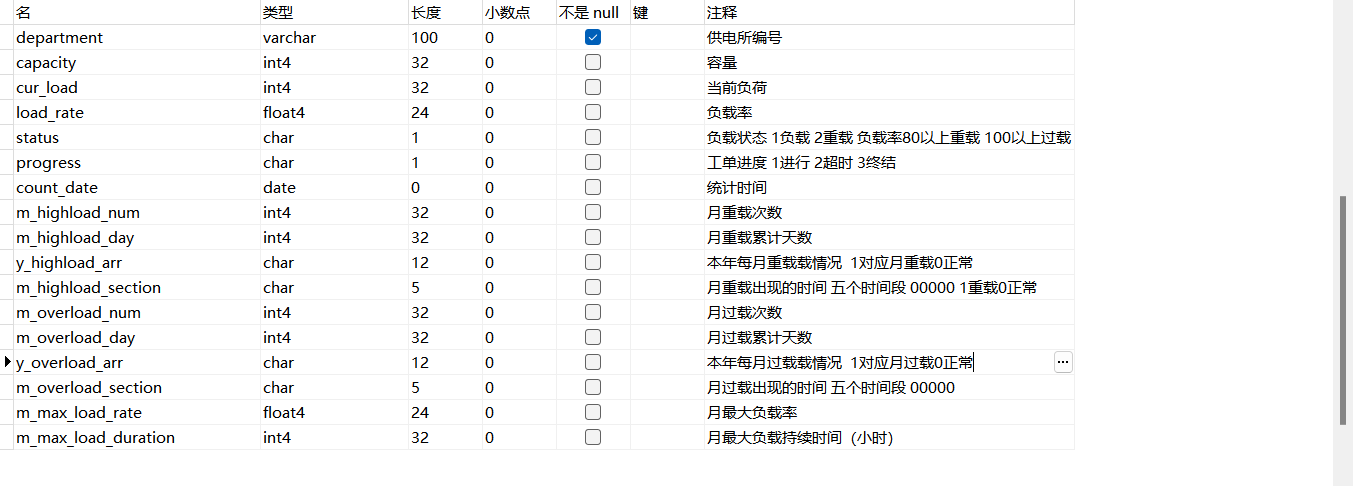 名 类型 长度 小数点 不是 null 键 注释
department varchar 100 0 供电所编号
capacity int4 32 0 容量
cur_load int4 32 0 当前负荷
load_rate float4 24 0 负载率
status char 1 0 负载状态 1负载 2重载 负载率80以上重载 100以上过载
progress char 1 0 工单进度 1进行 2超时 3终结
count_date date 0 0 统计时间
m_highload_num int4 32 0 月重载次数
m_highload_day int4 32 0 月重载累计天数
y_highload_arr char 12 0 本年每月重载载情况 1对应月重载0正常
m_highload_section char 5 0 月重载出现的时间 五个时间段 00000 1重载0正常
m_overload_num int4 32 0 月过载次数
m_overload_day int4 32 0 月过载累计天数
y_overload_arr char 12 0 本年每月过载载情况 1对应月过载0正常 ...
m_overload_section char 5 0 月过载出现的时间 五个时间段 00000
m_max_load_rate float4 24 0 月最大负载率
m_max_load_duration int4 32 0 月最大负载持续时间（小时）